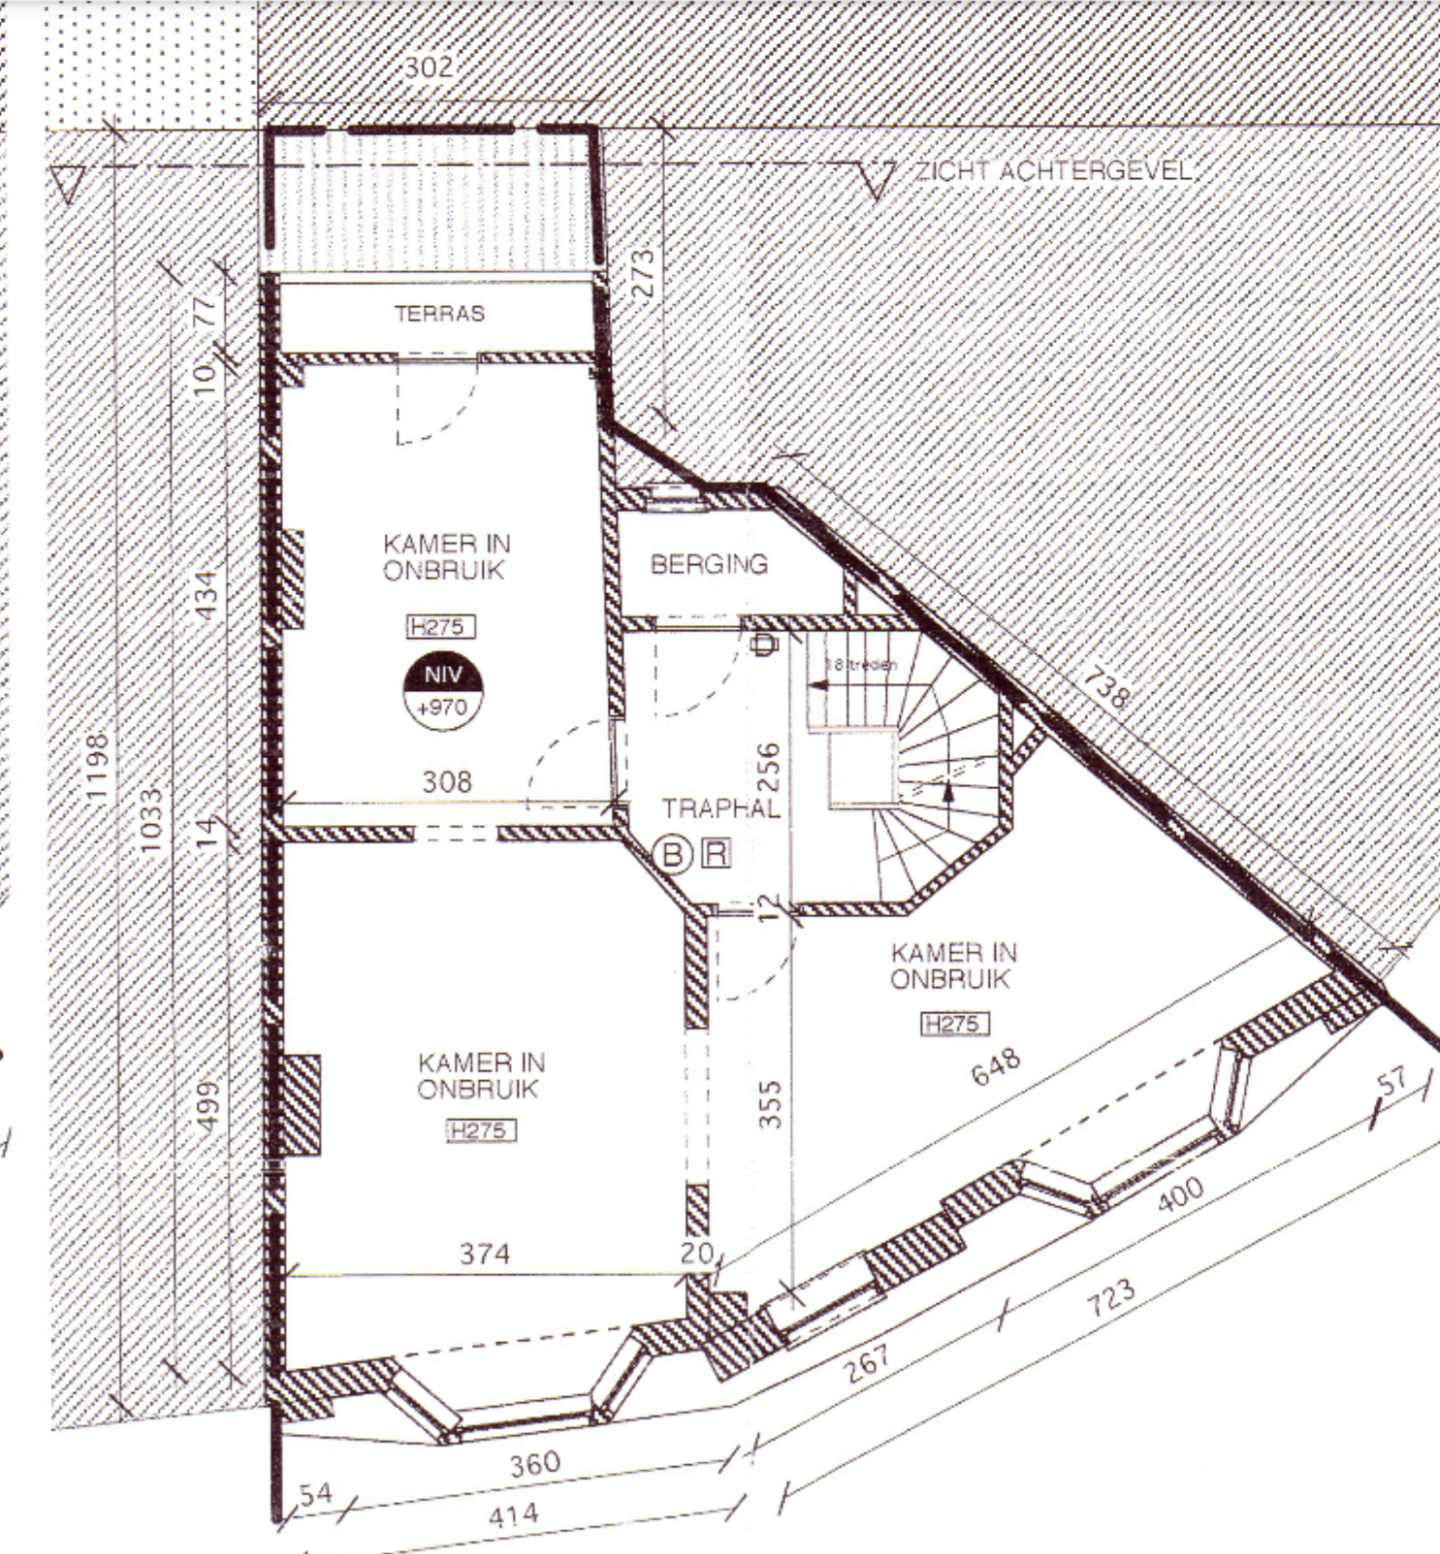 302
ZICHT ACHTERGEVEL
273
77
TERRAS
10
KAMER IN
ONBRUIK
H275
NIV
+970
434
BERGING
18 treden
738
1198
1033
308
256
TRAPHAL
14
B R
12
KAMER IN
ONBRUIK
H275
KAMER IN
ONBRUIK
H275
499
355
648
57
374
20
400
723
267
360
54
414